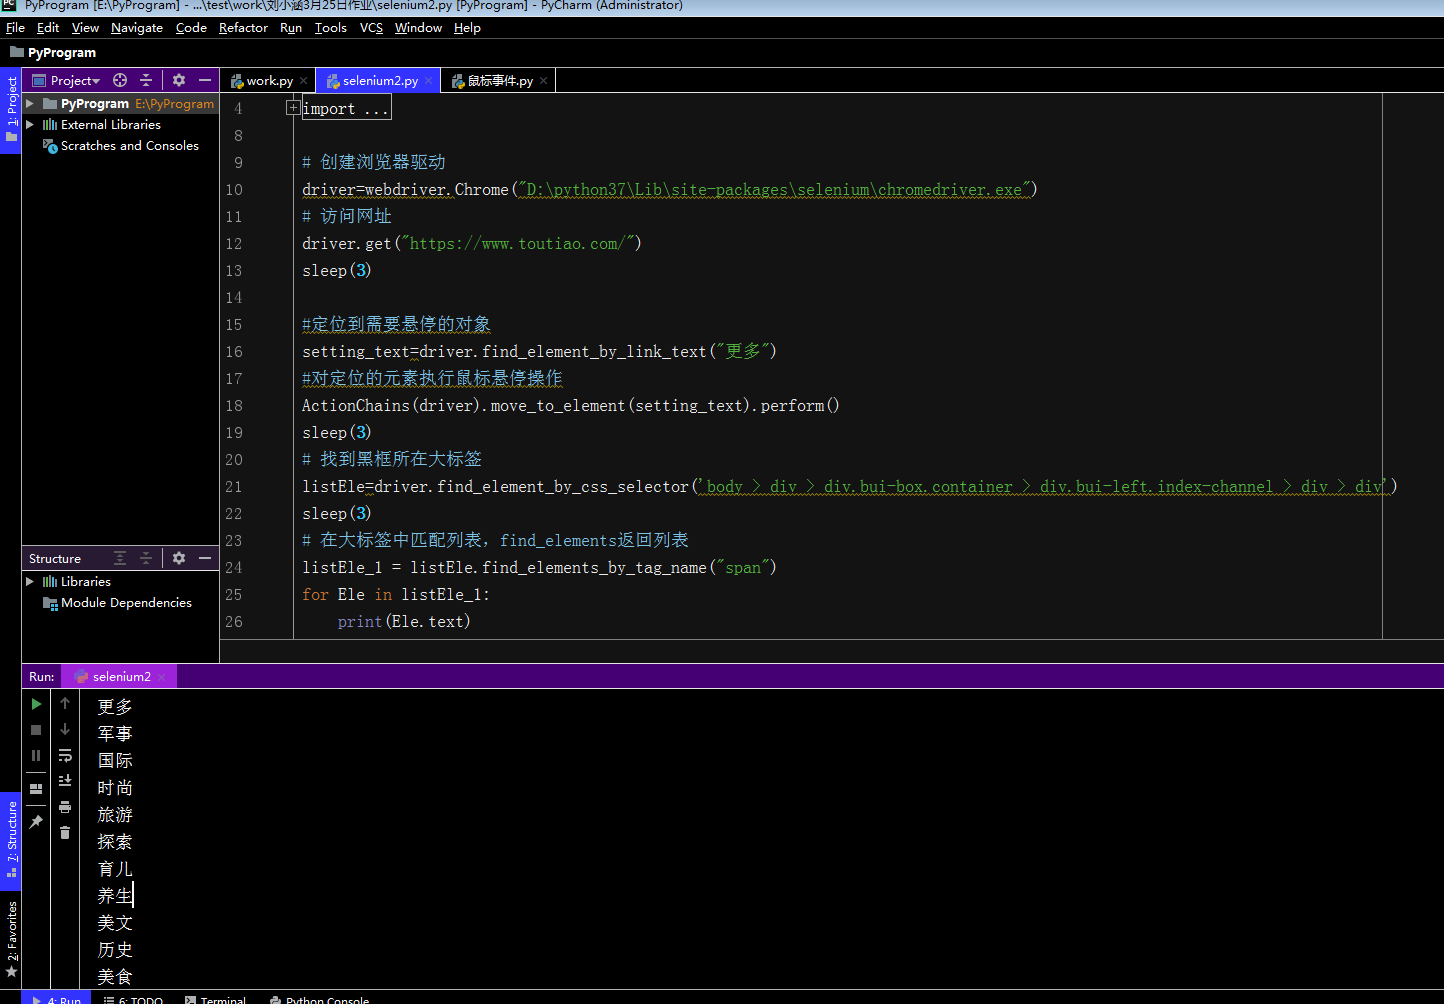 PyProgram [E:\PyProgram] - ...\test\work\刘小涵3月25日作业\selenium2.py [PyProgram] - PyCharm (Administrator)
File Edit View Navigate Code Refactor Run Tools VCS Window Help
PyProgram
1: Project
Project
work.py
selenium2.py
鼠标事件.py
PyProgram E:\PyProgram
External Libraries
Scratches and Consoles
4 import ...
8
9 # 创建浏览器驱动
10 driver=webdriver.Chrome("D:\python37\Lib\site-packages\selenium\chromedriver.exe")
11 # 访问网址
12 driver.get("https://www.toutiao.com/")
13 sleep(3)
14
15 #定位到需要悬停的对象
16 setting_text=driver.find_element_by_link_text("更多")
17 #对定位的元素执行鼠标悬停操作
18 ActionChains(driver).move_to_element(setting_text).perform()
19 sleep(3)
20 # 找到黑框所在大标签
21 listEle=driver.find_element_by_css_selector('body > div > div.bui-box.container > div.bui-left.index-channel > div > div')
22 sleep(3)
23 # 在大标签中匹配列表，find_elements返回列表
24 listEle_1 = listEle.find_elements_by_tag_name("span")
25 for Ele in listEle_1:
26 print(Ele.text)
Structure
Libraries
Module Dependencies
Run: selenium2
更多
军事
国际
时尚
旅游
探索
育儿
养生
美文
历史
美食
7: Structure
2: Favorites
4: Run 6: TODO Terminal Python Console